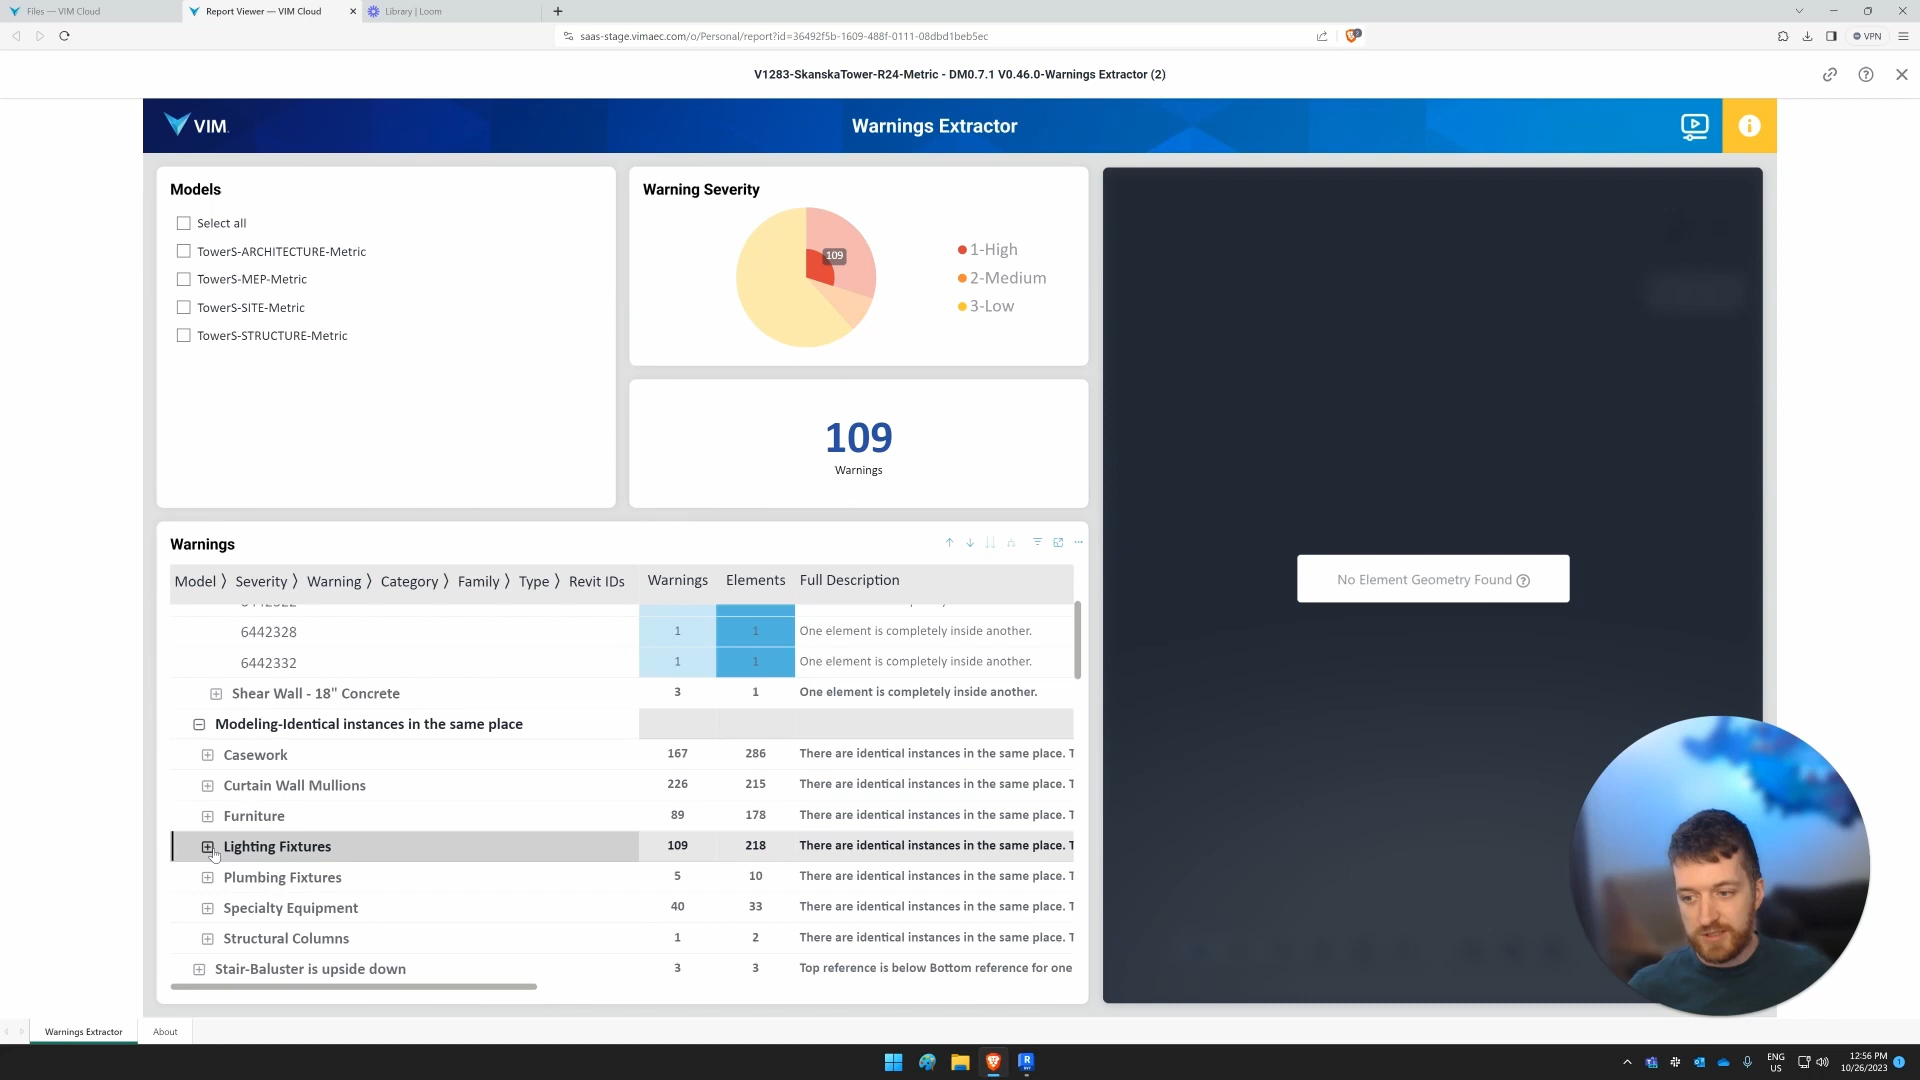 Files — VIM Cloud
Report Viewer — VIM Cloud
Library | Loom
saas-stage.vimaec.com/o/Personal/report?id=36492f5b-1609-488f-0111-08dbd1beb5ec
VPN
V1283-SkanskaTower-R24-Metric - DM0.7.1 V0.46.0-Warnings Extractor (2)
VIM
Warnings Extractor
Models
Select all
TowerS-ARCHITECTURE-Metric
TowerS-MEP-Metric
TowerS-SITE-Metric
TowerS-STRUCTURE-Metric
Warning Severity
109
1-High
2-Medium
3-Low
109
Warnings
No Element Geometry Found
Warnings
Model 〉 Severity 〉 Warning 〉 Category 〉 Family 〉 Type 〉 Revit IDs Warnings Elements Full Description
6442328 1 1 One element is completely inside another.
6442332 1 1 One element is completely inside another.
Shear Wall - 18" Concrete 3 1 One element is completely inside another.
Modeling-Identical instances in the same place
Casework 167 286 There are identical instances in the same place. T
Curtain Wall Mullions 226 215 There are identical instances in the same place. T
Furniture 89 178 There are identical instances in the same place. T
Lighting Fixtures 109 218 There are identical instances in the same place. T
Plumbing Fixtures 5 10 There are identical instances in the same place. T
Specialty Equipment 40 33 There are identical instances in the same place. T
Structural Columns 1 2 There are identical instances in the same place. T
Stair-Baluster is upside down 3 3 Top reference is below Bottom reference for one
Warnings Extractor
About
ENG
US
12:56 PM
10/26/2023
1